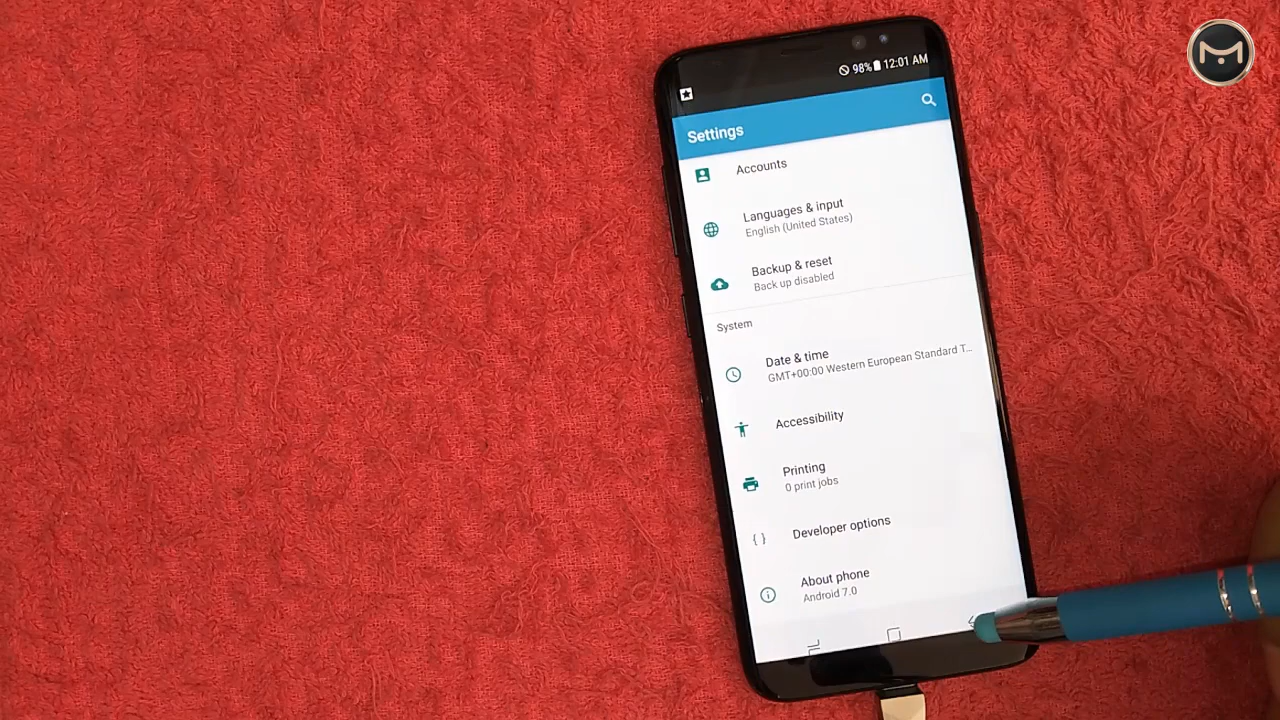 98% 12:01 AM
Settings
Accounts
Languages & input
English (United States)
Backup & reset
Back up disabled
System
Date & time
GMT+00:00 Western European Standard T...
Accessibility
Printing
0 print jobs
{ } Developer options
About phone
Android 7.0